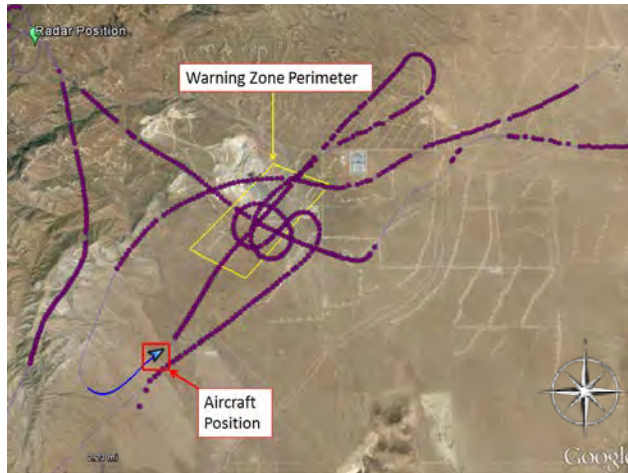 Radar Position
Warning Zone Perimeter
Aircraft
Position
Google